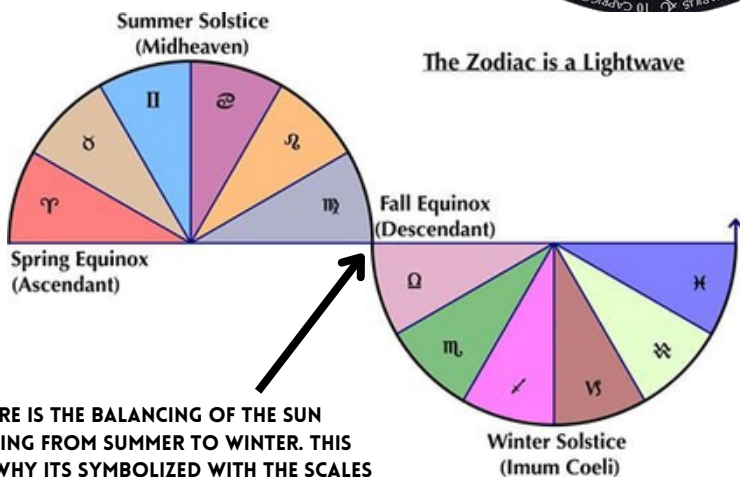 Summer Solstice
(Midheaven)
The Zodiac is a Lightwave
♊ ♋
♉ ♌
♈ ♍
Fall Equinox
(Descendant)
Spring Equinox
(Ascendant)
♎ ♓
♏ ♒
♐ ♑
RE IS THE BALANCING OF THE SUN
ING FROM SUMMER TO WINTER. THIS
WHY ITS SYMBOLIZED WITH THE SCALES
Winter Solstice
(Imum Coeli)